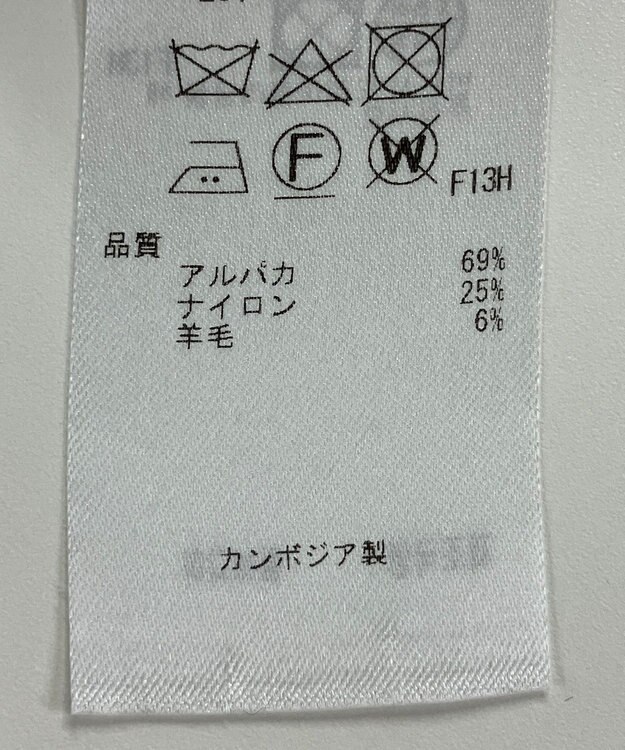 F
W
F13H
品質
アルパカ 69%
ナイロン 25%
羊毛 6%
カンボジア製